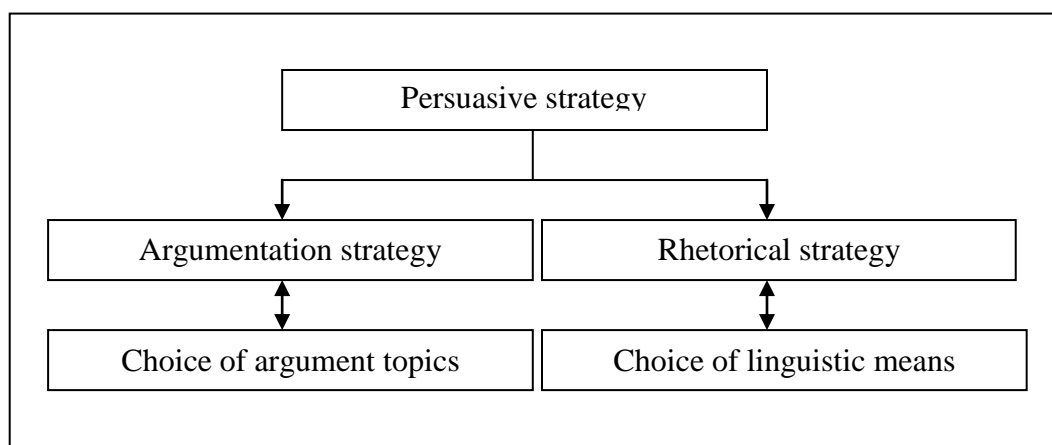 Persuasive strategy
Argumentation strategy
Rhetorical strategy
Choice of argument topics
Choice of linguistic means